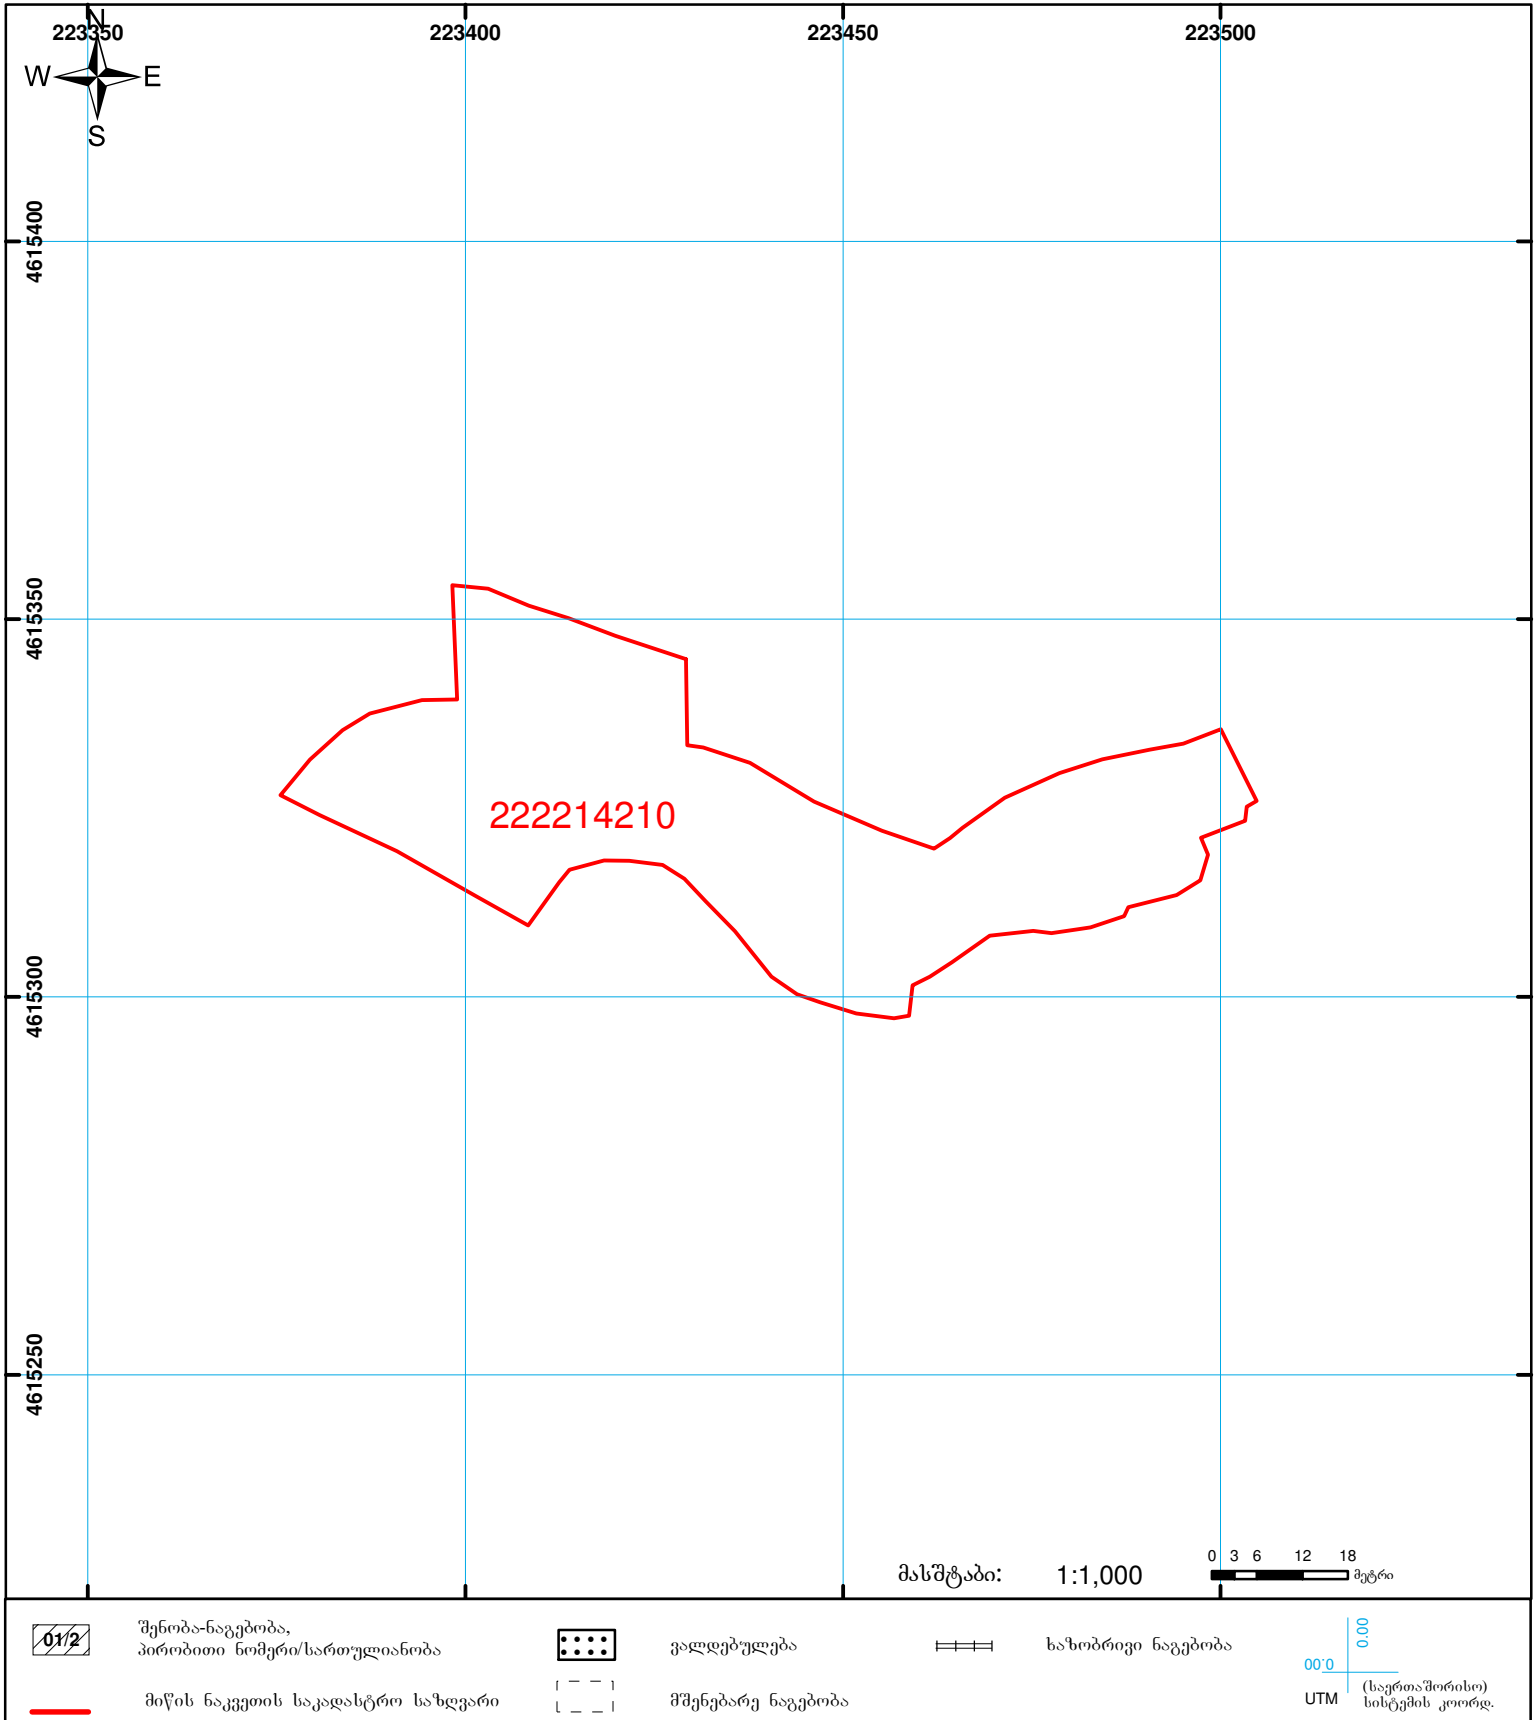 223350 223400 223450 223500
N
W E
S
4615400
4615350
4615300
4615250
222214210
მასშტაბი: 1:1,000
0 3 6 12 18
მეტრი
01/2
შენობა-ნაგებობა,
პირობითი ნომერი/სართულიანობა
ვალდებულება
ხაზობრივი ნაგებობა
მიწის ნაკვეთის საკადასტრო საზღვარი
მშენებარე ნაგებობა
00.0
00.0
UTM
(საერთაშორისო)
სისტემის კოორდ.